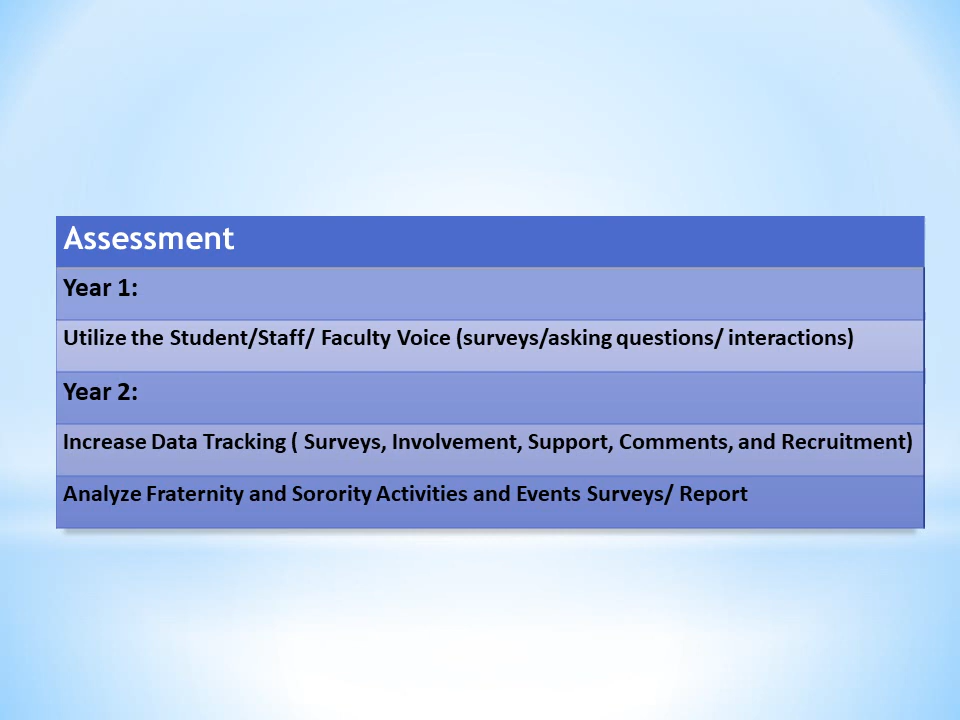 Assessment
Year 1:
Utilize the Student/Staff/ Faculty Voice (surveys/asking questions/ interactions)
Year 2:
Increase Data Tracking ( Surveys, Involvement, Support, Comments, and Recruitment)
Analyze Fraternity and Sorority Activities and Events Surveys/ Report